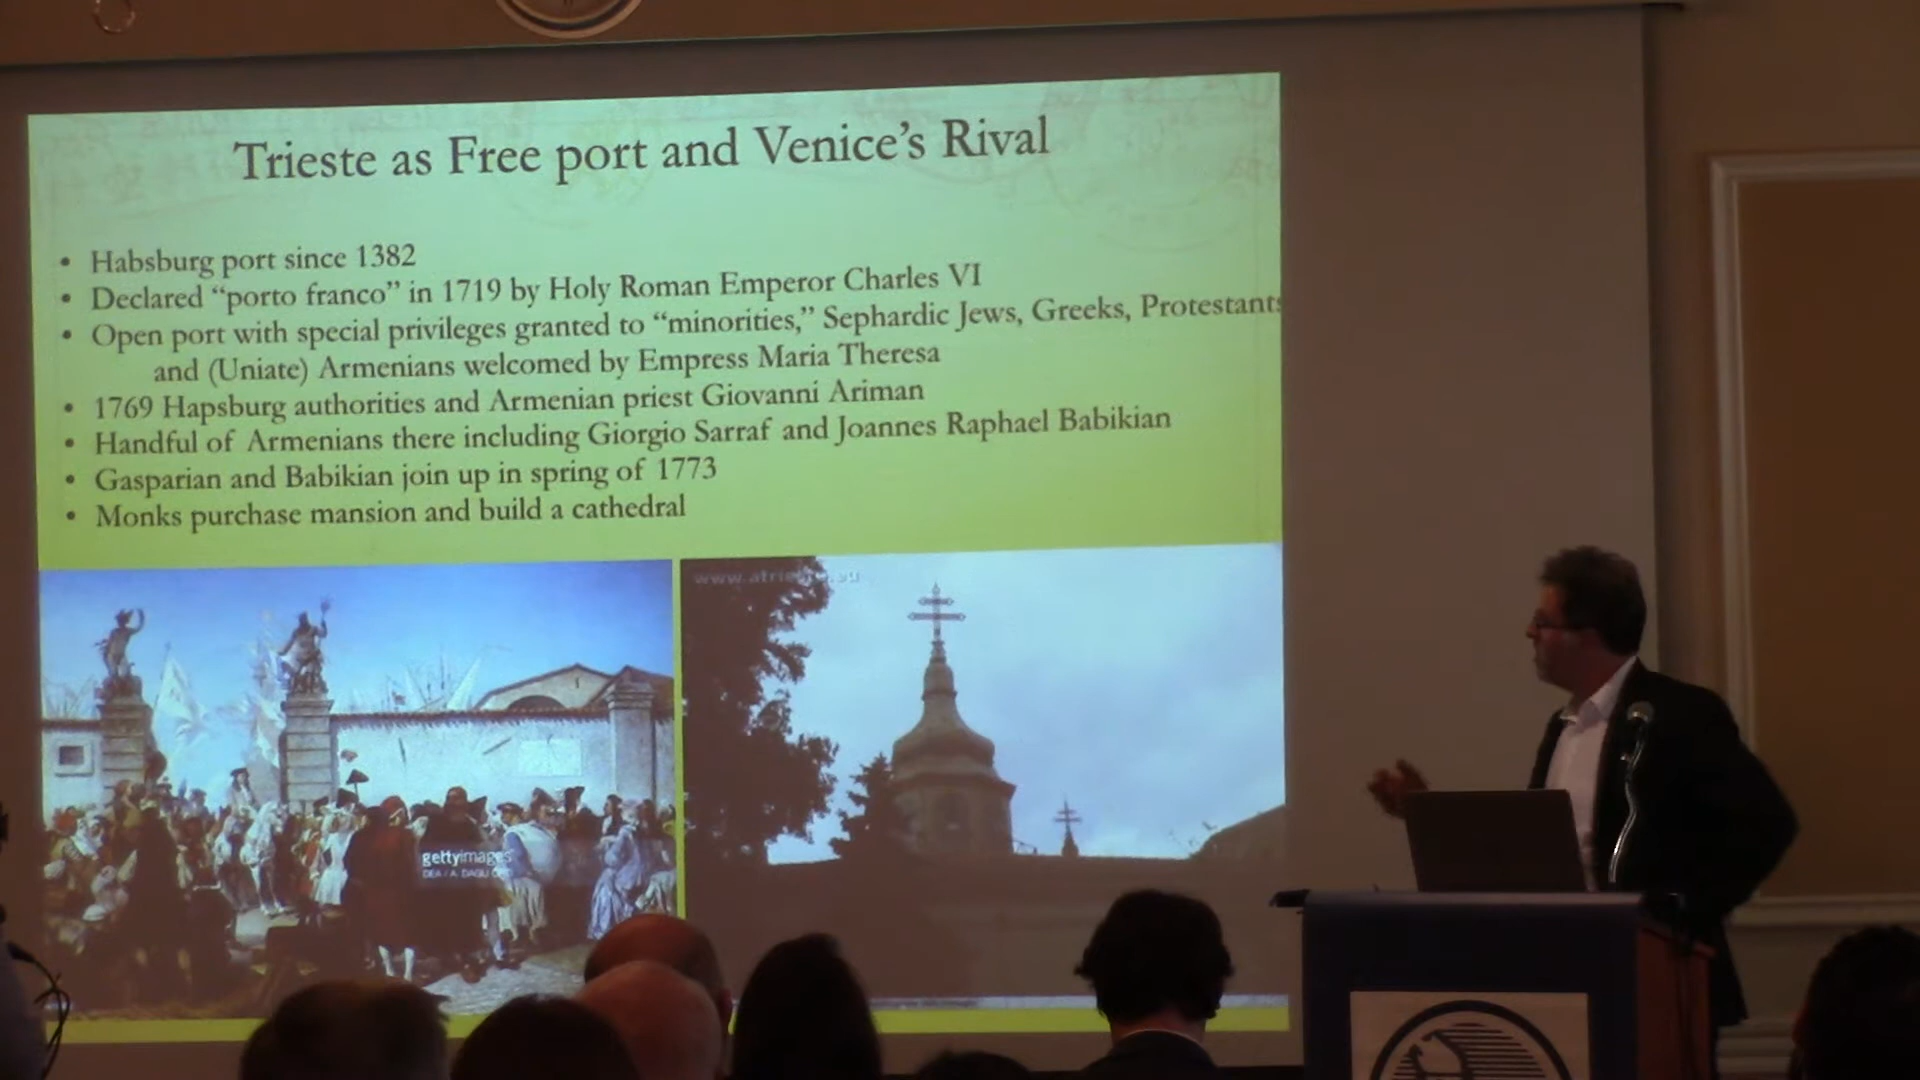 Trieste as Free port and Venice’s Rival
• Habsburg port since 1382
• Declared “porto franco” in 1719 by Holy Roman Emperor Charles VI
• Open port with special privileges granted to “minorities,” Sephardic Jews, Greeks, Protestants
and (Uniate) Armenians welcomed by Empress Maria Theresa
• 1769 Hapsburg authorities and Armenian priest Giovanni Ariman
• Handful of Armenians there including Giorgio Sarraf and Joannes Raphael Babikian
• Gasparian and Babikian join up in spring of 1773
• Monks purchase mansion and build a cathedral
gettyimages
DEA / A. DAGLI